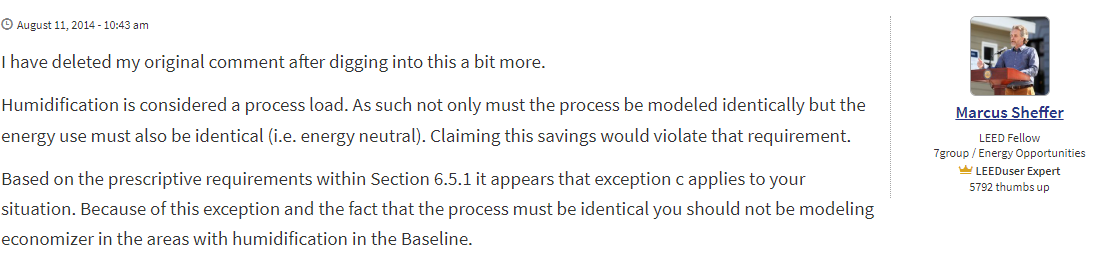 August 11, 2014 - 10:43 am
I have deleted my original comment after digging into this a bit more.
Humidification is considered a process load. As such not only must the process be modeled identically but the
energy use must also be identical (i.e. energy neutral). Claiming this savings would violate that requirement.
Based on the prescriptive requirements within Section 6.5.1 it appears that exception c applies to your
situation. Because of this exception and the fact that the process must be identical you should not be modeling
economizer in the areas with humidification in the Baseline.
Marcus Sheffer
LEED Fellow
7group / Energy Opportunities
LEEDuser Expert
5792 thumbs up